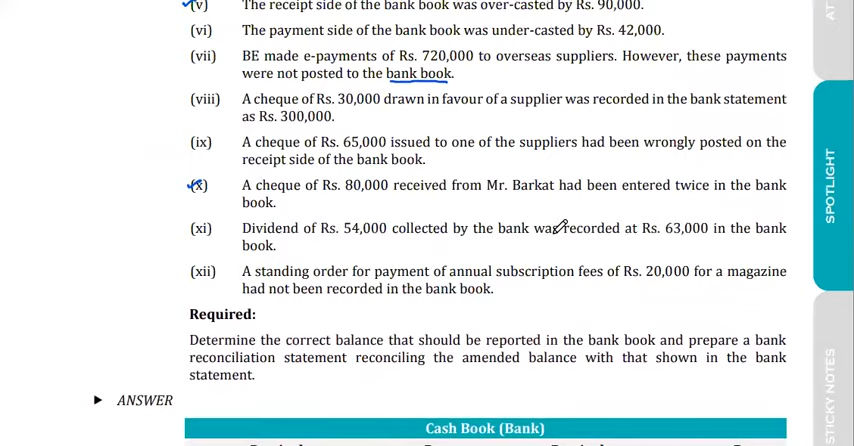 (v) The receipt side of the bank book was over-casted by Rs. 90,000.
(vi) The payment side of the bank book was under-casted by Rs. 42,000.
(vii) BE made e-payments of Rs. 720,000 to overseas suppliers. However, these payments
were not posted to the bank book.
(viii) A cheque of Rs. 30,000 drawn in favour of a supplier was recorded in the bank statement
as Rs. 300,000.
(ix) A cheque of Rs. 65,000 issued to one of the suppliers had been wrongly posted on the
receipt side of the bank book.
(x) A cheque of Rs. 80,000 received from Mr. Barkat had been entered twice in the bank
book.
(xi) Dividend of Rs. 54,000 collected by the bank was recorded at Rs. 63,000 in the bank
book.
(xii) A standing order for payment of annual subscription fees of Rs. 20,000 for a magazine
had not been recorded in the bank book.
Required:
Determine the correct balance that should be reported in the bank book and prepare a bank
reconciliation statement reconciling the amended balance with that shown in the bank
statement.
► ANSWER
Cash Book (Bank)
AT
SPOTLIGHT
STICKY NOTES